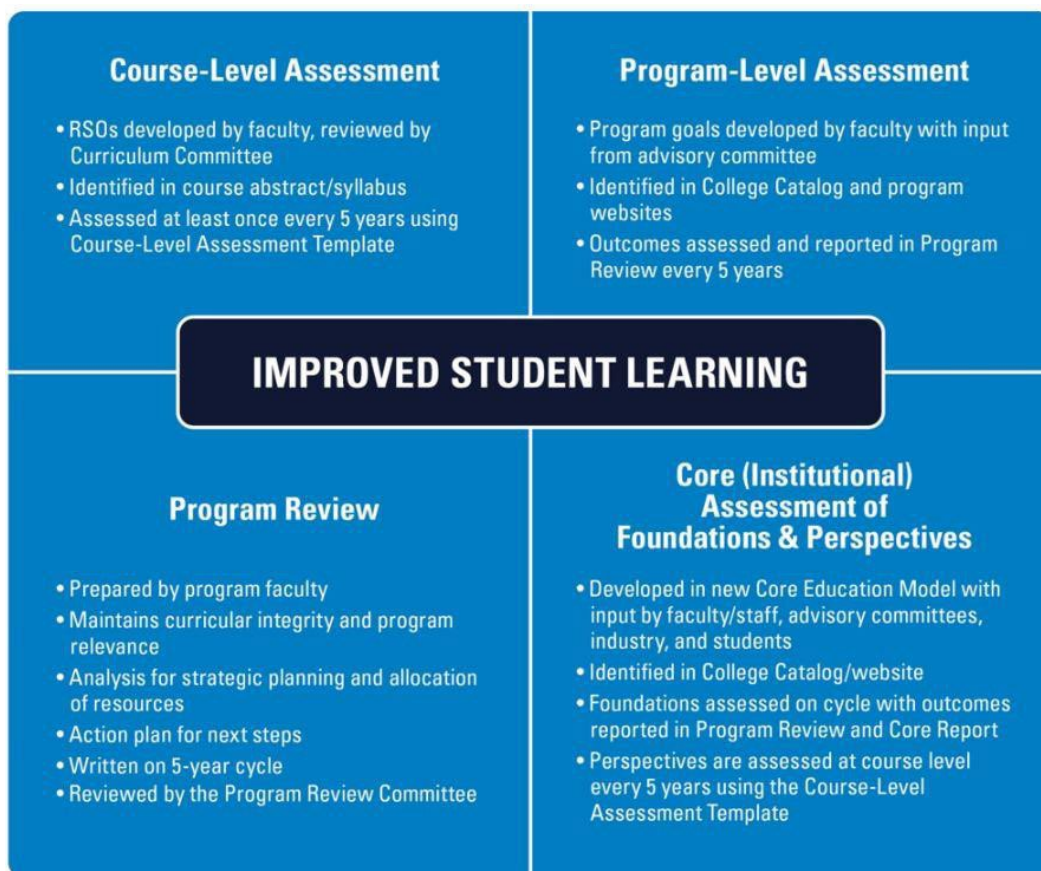 Course-Level Assessment
• RSOs developed by faculty, reviewed by
Curriculum Committee
• Identified in course abstract/syllabus
• Assessed at least once every 5 years using
Course-Level Assessment Template
Program-Level Assessment
• Program goals developed by faculty with input
from advisory committee
• Identified in College Catalog and program
websites
• Outcomes assessed and reported in Program
Review every 5 years
IMPROVED STUDENT LEARNING
Program Review
• Prepared by program faculty
• Maintains curricular integrity and program
relevance
• Analysis for strategic planning and allocation
of resources
• Action plan for next steps
• Written on 5-year cycle
• Reviewed by the Program Review Committee
Core (Institutional)
Assessment of
Foundations & Perspectives
• Developed in new Core Education Model with
input by faculty/staff, advisory committees,
industry, and students
• Identified in College Catalog/website
• Foundations assessed on cycle with outcomes
reported in Program Review and Core Report
• Perspectives are assessed at course level
every 5 years using the Course-Level
Assessment Template